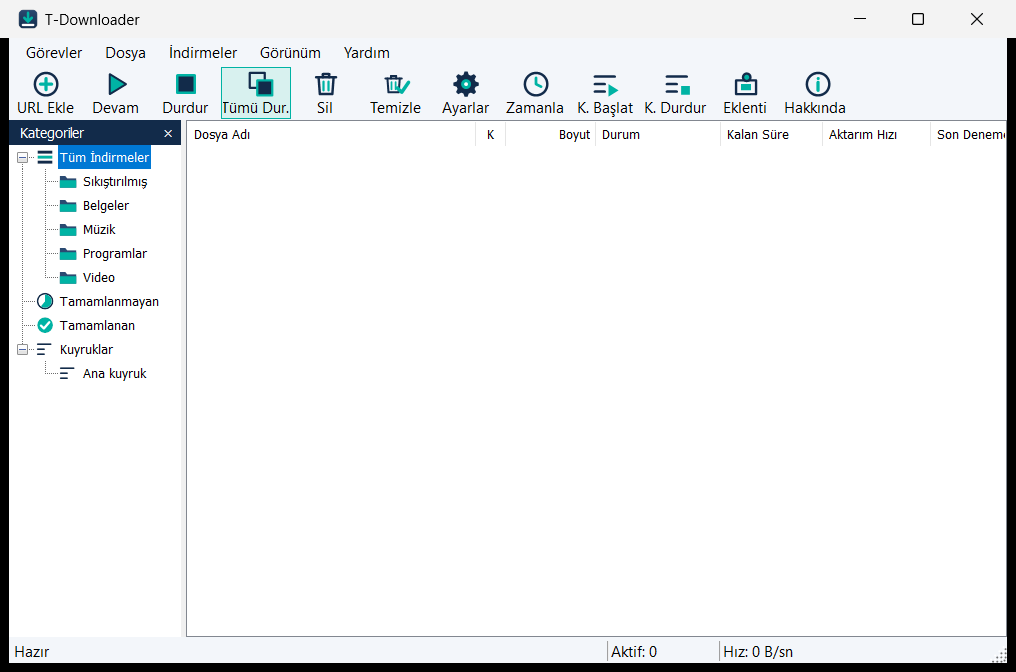 T-Downloader
Görevler Dosya İndirmeler Görünüm Yardım
URL Ekle Devam Durdur Tümü Dur. Sil Temizle Ayarlar Zamanla K. Başlat K. Durdur Eklenti Hakkında
Kategoriler
Dosya Adı K Boyut Durum Kalan Süre Aktarım Hızı Son Denem
Tüm İndirmeler
Sıkıştırılmış
Belgeler
Müzik
Programlar
Video
Tamamlanmayan
Tamamlanan
Kuyruklar
Ana kuyruk
Hazır Aktif: 0 Hız: 0 B/sn